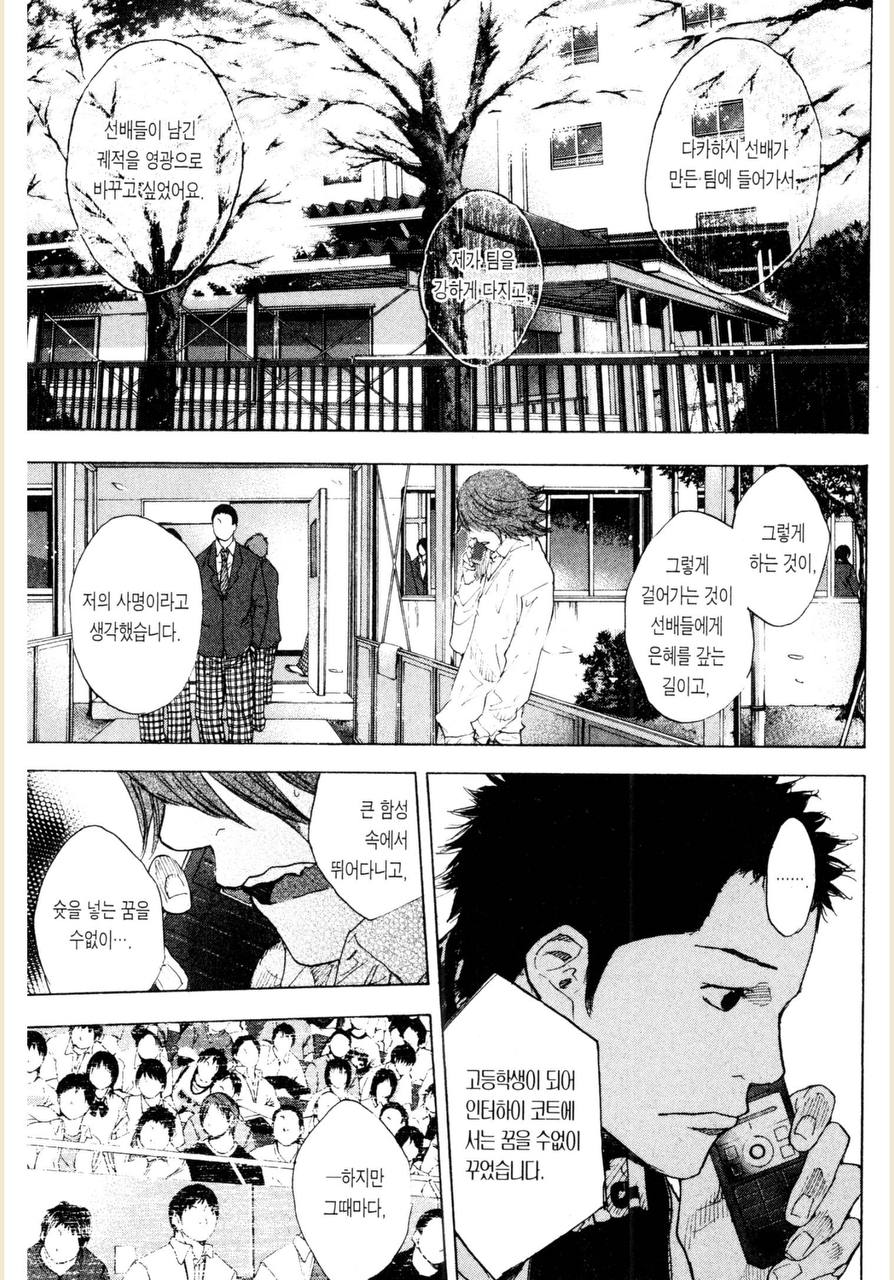 다카하시 선배가
만든 팀에 들어가서,
제가 팀을
강하게 다지고,
선배들이 남긴
궤적을 영광으로
바꾸고 싶었어요.
그렇게
하는 것이,
그렇게
걸어가는 것이
선배들에게
은혜를 갚는
길이고,
저의 사명이라고
생각했습니다.
·······.
고등학생이 되어
인터하이 코트에
서는 꿈을 수없이
꾸었습니다.
큰 함성
속에서
뛰어다니고,
슛을 넣는 꿈을
수없이···.
—하지만
그때마다,